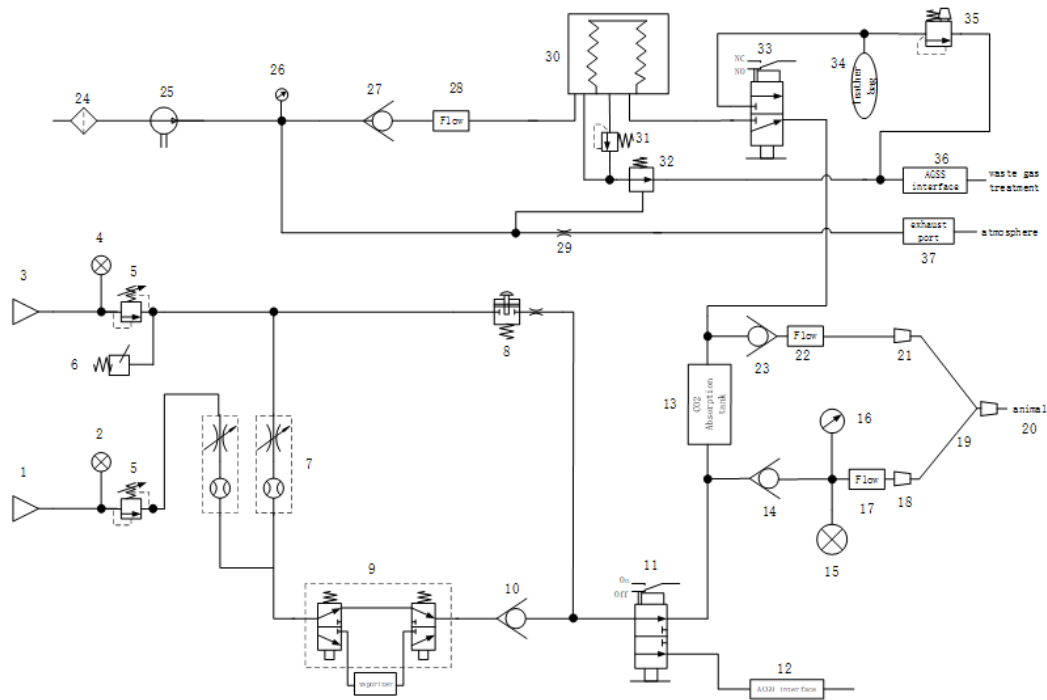 24
25
26
27
28
Flow
30
31
32
33
NC
NO
34
leather
bag
35
36
AGSS
interface
waste gas
treatment
29
exhaust
port
37
atmosphere
3
4
5
6
8
1
2
5
7
13
CO2
Absorption
tank
23
Flow
22
21
16
14
15
Flow
17
18
19
animal
20
9
vaporizer
10
11
On
Off
12
interface